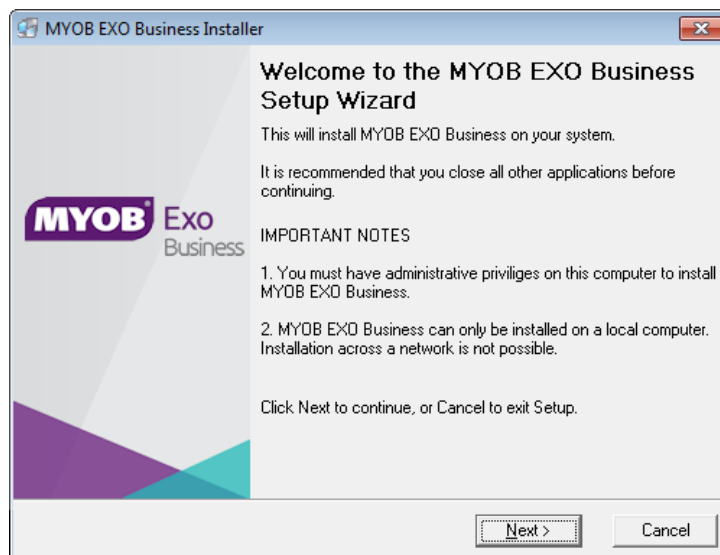 MYOB EXO Business Installer
Welcome to the MYOB EXO Business
Setup Wizard
This will install MYOB EXO Business on your system.
It is recommended that you close all other applications before
continuing.
MYOB Exo
Business
IMPORTANT NOTES
1. You must have administrative priviliges on this computer to install
MYOB EXO Business.
2. MYOB EXO Business can only be installed on a local computer.
Installation across a network is not possible.
Click Next to continue, or Cancel to exit Setup.
Next >
Cancel